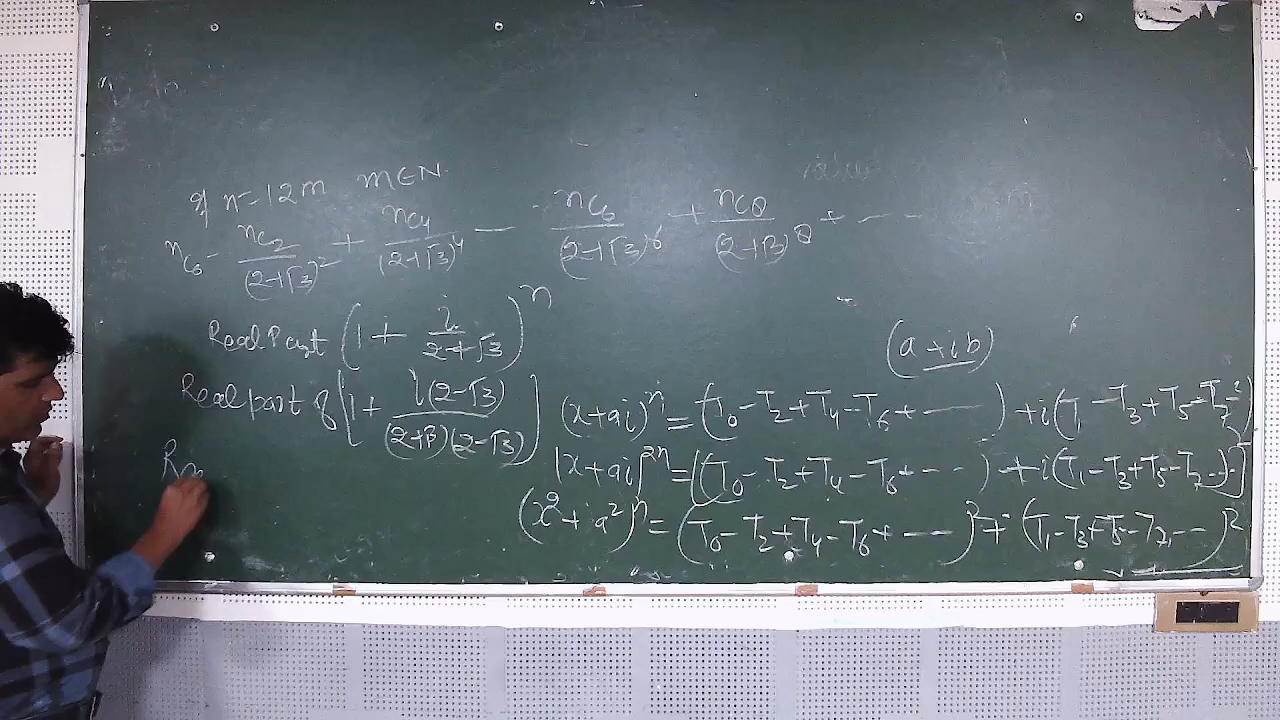 If n=12m m∈N.
nC0 - nC2/(2+√3)^2 + nC4/(2+√3)^4 - nC6/(2+√3)^6 + nC8/(2+√3)^8 + ---
Real Part (1 + i/(2+√3))^n
(a+ib)
Real part of [1 + i(2-√3)/((2+√3)(2-√3))]
(x+ai)^n = (T0-T2+T4-T6+-----) + i(T1-T3+T5-T7
|x+ai|^2n = [(T0-T2+T4-T6+---) + i(T1-T3+T5-T7--)]
(x^2+a^2)^n = (T0-T2+T4-T6+----)^2 + (T1-T3+T5-T7---)^2